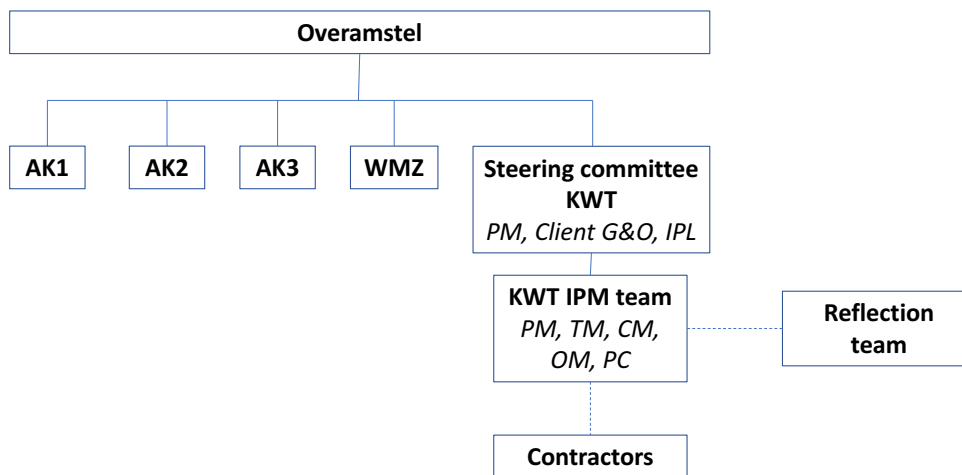 Overamstel
AK1
AK2
AK3
WMZ
Steering committee
KWT
PM, Client G&O, IPL
KWT IPM team
PM, TM, CM,
OM, PC
Reflection
team
Contractors